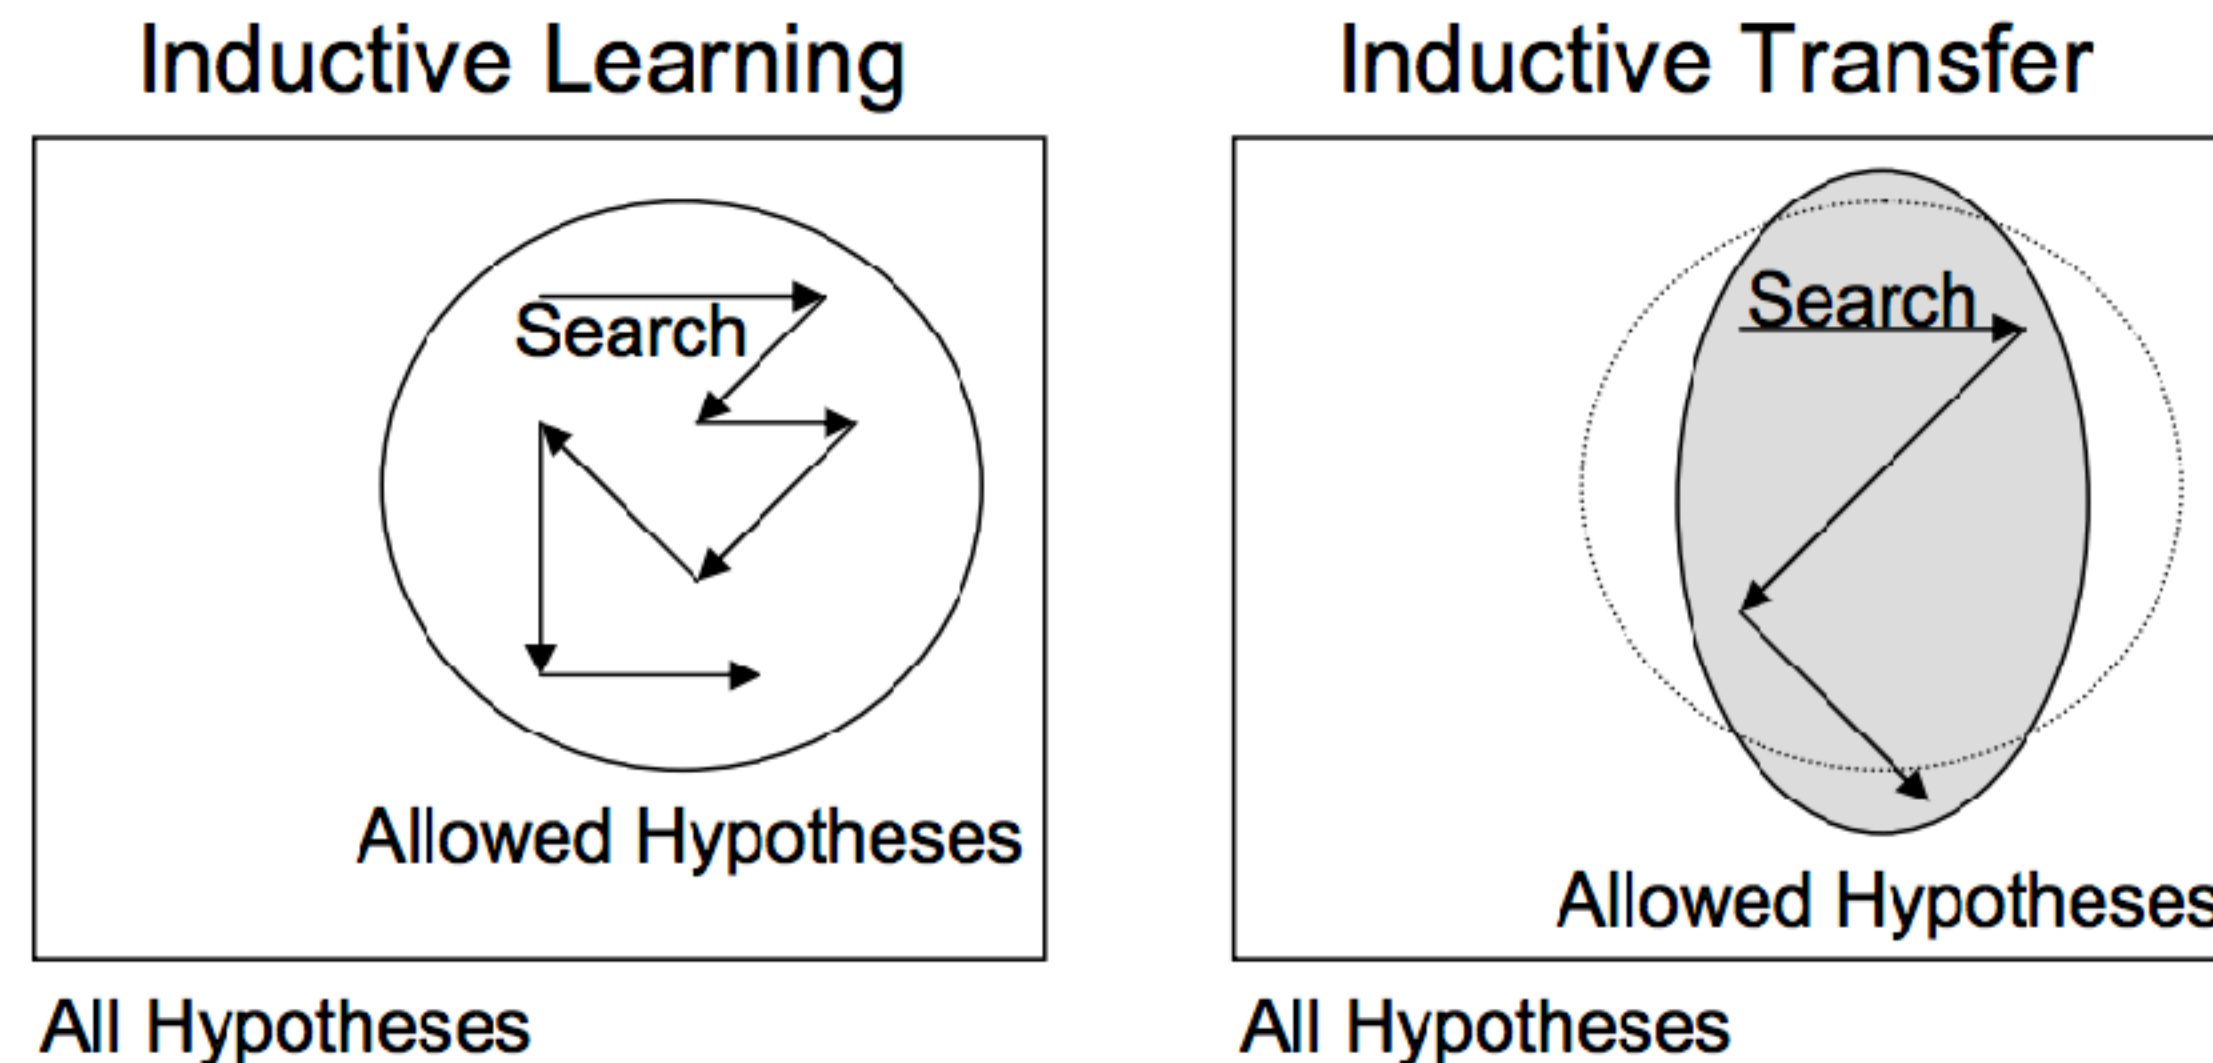 Inductive Learning
Search
Allowed Hypotheses
All Hypotheses
Inductive Transfer
Search
Allowed Hypotheses
All Hypotheses